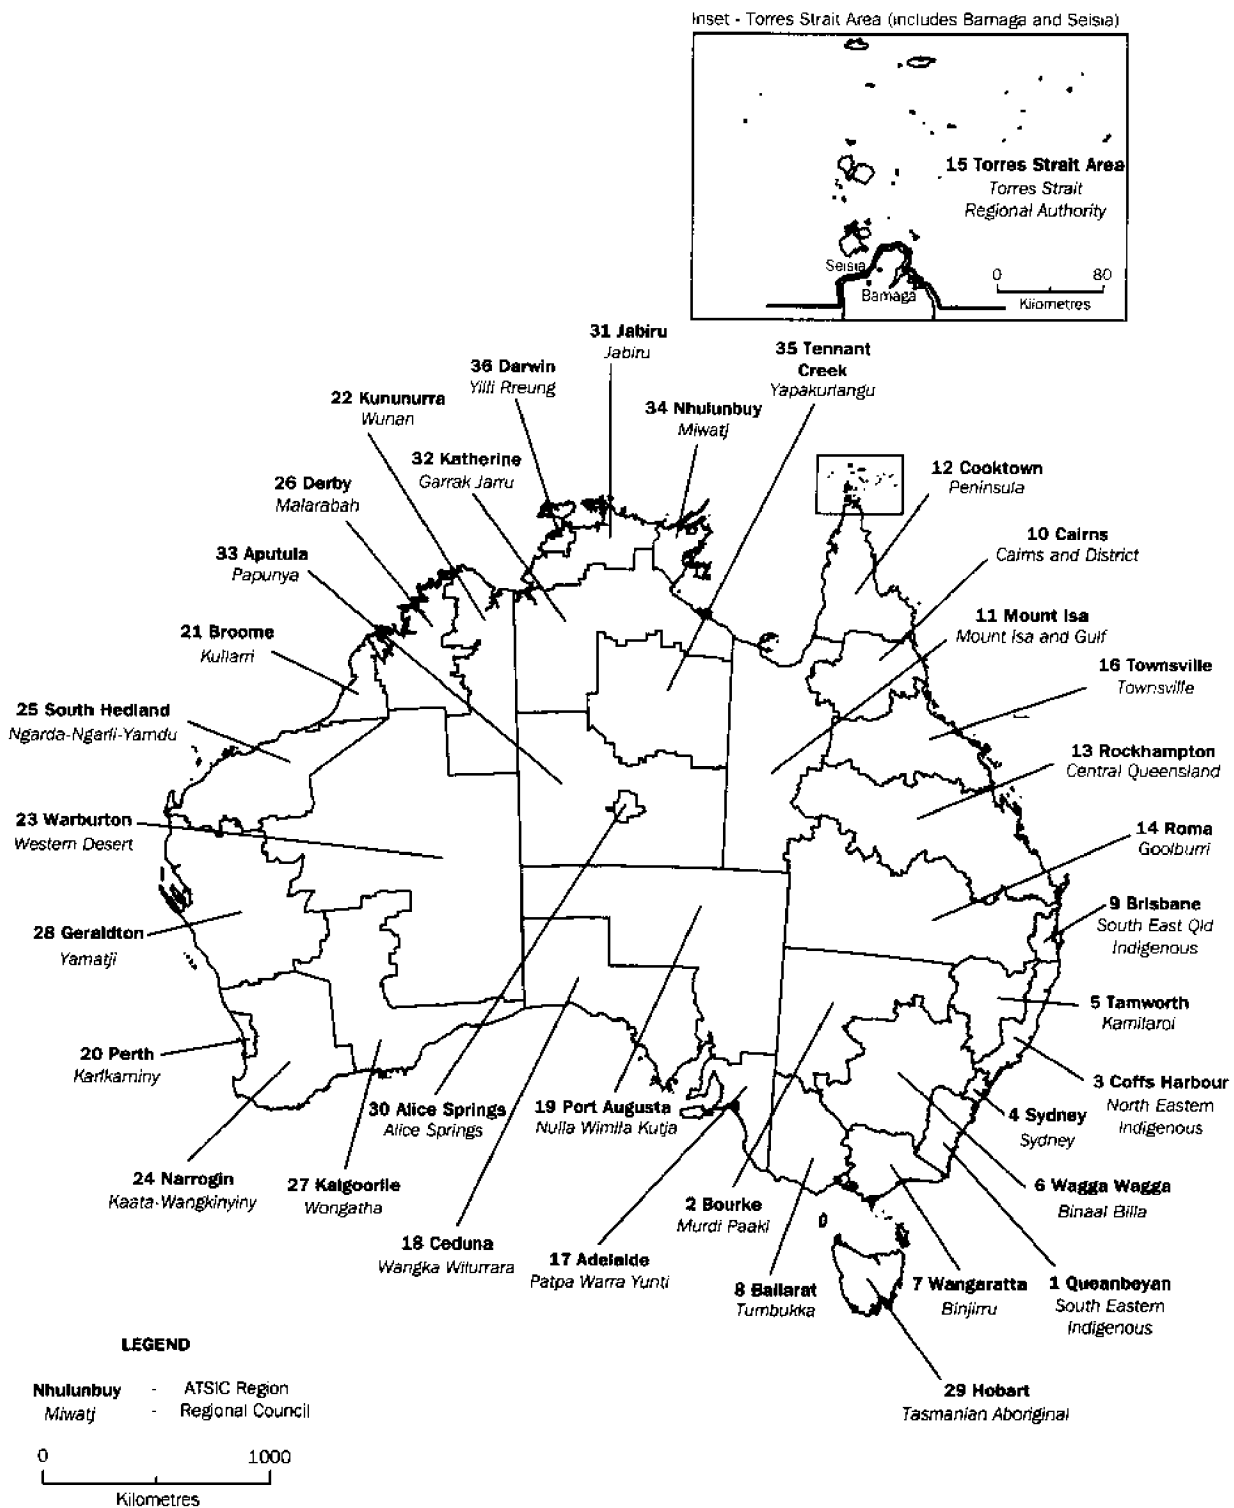 Inset - Torres Strait Area (includes Bamaga and Seisia)
15 Torres Strait Area
Torres Strait
Regional Authority
Seisia
Bamaga
0 80
Kilometres
31 Jabiru
Jabiru
35 Tennant
Creek
Yapakurlangu
36 Darwin
Yilli Rreung
22 Kununurra
Wunan
34 Nhulunbuy
Miwatj
32 Katherine
Garrak Jarru
12 Cooktown
Peninsula
26 Derby
Malarabah
10 Cairns
Cairns and District
33 Aputula
Papunya
11 Mount Isa
Mount Isa and Gulf
21 Broome
Kullarri
16 Townsville
Townsville
25 South Hedland
Ngarda-Ngarli-Yarndu
13 Rockhampton
Central Queensland
23 Warburton
Western Desert
14 Roma
Goolburri
9 Brisbane
South East Qld
Indigenous
28 Geraldton
Yamatji
5 Tamworth
Kamilaroi
20 Perth
Karlkarniny
3 Coffs Harbour
North Eastern
Indigenous
30 Alice Springs
Alice Springs
19 Port Augusta
Nulla Wimila Kutja
4 Sydney
Sydney
24 Narrogin
Kaata-Wangkinyiny
27 Kalgoorlie
Wongatha
6 Wagga Wagga
Binaal Billa
2 Bourke
Murdi Paaki
18 Ceduna
Wangka Wilurrara
17 Adelaide
Patpa Warra Yunti
8 Ballarat
Tumbukka
7 Wangaratta
Binjirru
1 Queanbeyan
South Eastern
Indigenous
29 Hobart
Tasmanian Aboriginal
LEGEND
Nhulunbuy - ATSIC Region
Miwatj - Regional Council
0 1000
Kilometres